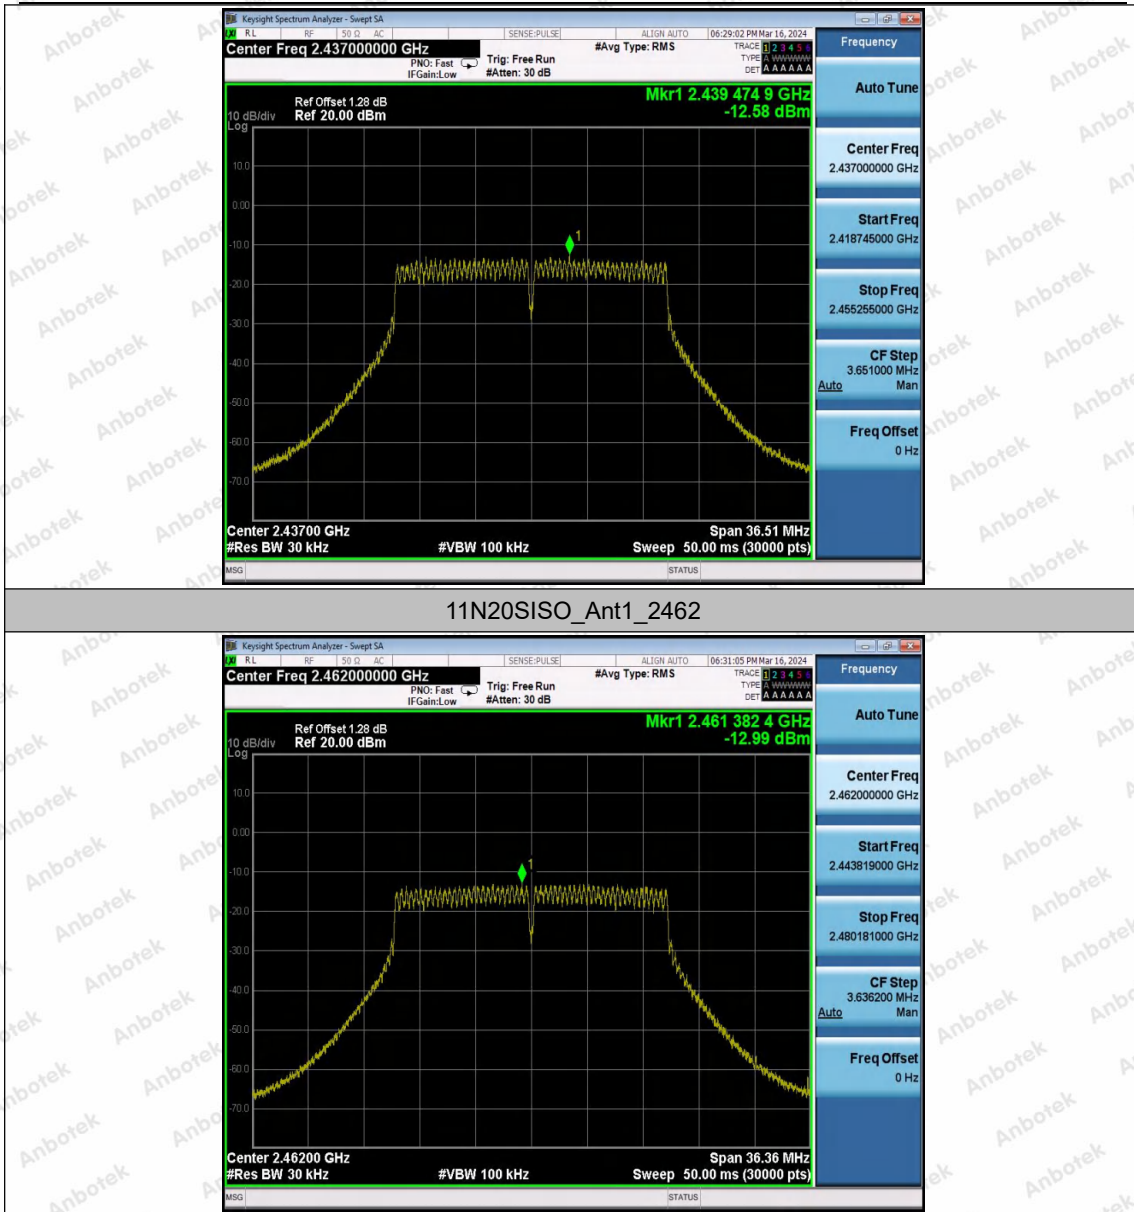 Keysight Spectrum Analyzer - Swept SA
RL RF 50 Ω AC SENSE:PULSE ALIGN AUTO 06:29:02 PM Mar 16, 2024
Center Freq 2.437000000 GHz #Avg Type: RMS TRACE 1 2 3 4 5 6
PNO: Fast Trig: Free Run TYPE A WWWWW
IFGain:Low #Atten: 30 dB DET A A A A A A
Frequency
Auto Tune
Ref Offset 1.28 dB Mkr1 2.439 474 9 GHz
10 dB/div Ref 20.00 dBm -12.58 dBm
Log
1
10.0
0.00
-10.0
-20.0
-30.0
-40.0
-50.0
-60.0
-70.0
Center Freq
2.437000000 GHz
Start Freq
2.418745000 GHz
Stop Freq
2.455255000 GHz
CF Step
3.651000 MHz
Auto Man
Freq Offset
0 Hz
Center 2.43700 GHz Span 36.51 MHz
#Res BW 30 kHz #VBW 100 kHz Sweep 50.00 ms (30000 pts)
MSG STATUS
11N20SISO_Ant1_2462
Keysight Spectrum Analyzer - Swept SA
RL RF 50 Ω AC SENSE:PULSE ALIGN AUTO 06:31:05 PM Mar 16, 2024
Center Freq 2.462000000 GHz #Avg Type: RMS TRACE 1 2 3 4 5 6
PNO: Fast Trig: Free Run TYPE A WWWWW
IFGain:Low #Atten: 30 dB DET A A A A A A
Frequency
Auto Tune
Ref Offset 1.28 dB Mkr1 2.461 382 4 GHz
10 dB/div Ref 20.00 dBm -12.99 dBm
Log
1
10.0
0.00
-10.0
-20.0
-30.0
-40.0
-50.0
-60.0
-70.0
Center Freq
2.462000000 GHz
Start Freq
2.443819000 GHz
Stop Freq
2.480181000 GHz
CF Step
3.636200 MHz
Auto Man
Freq Offset
0 Hz
Center 2.46200 GHz Span 36.36 MHz
#Res BW 30 kHz #VBW 100 kHz Sweep 50.00 ms (30000 pts)
MSG STATUS
Anbotek